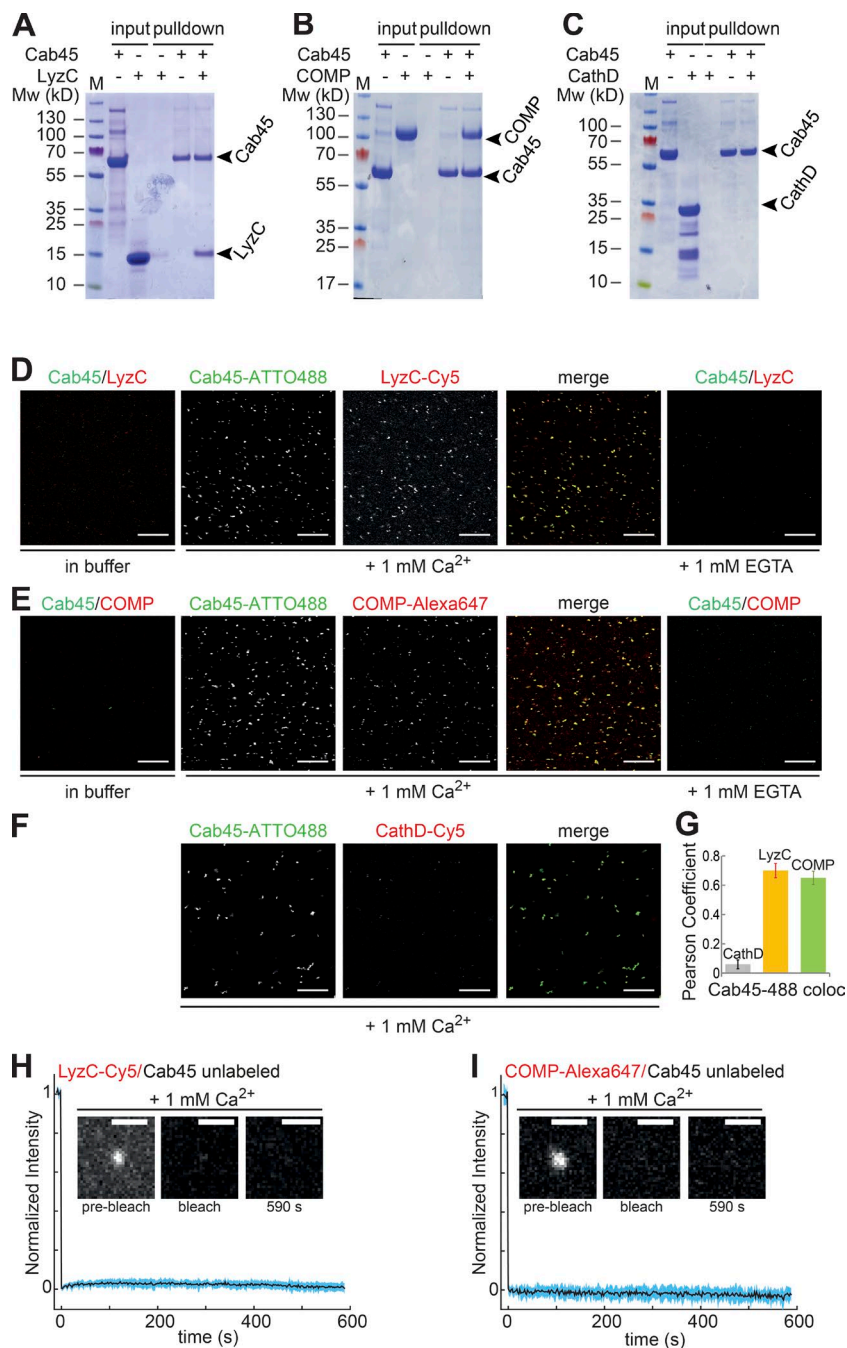 A
input pulldown
Cab45 + - - + +
LyzC - + + - +
M
Mw (kD)
130
100
70
55
35
25
15
10
Cab45
LyzC
B
input pulldown
Cab45 + - - + +
COMP - + + - +
M
Mw (kD)
130
100
70
55
35
25
17
COMP
Cab45
C
input pulldown
Cab45 + - - + +
CathD - + + - +
M
Mw (kD)
100
70
55
35
25
15
10
Cab45
CathD
D
Cab45/LyzC Cab45-ATTO488 LyzC-Cy5 merge Cab45/LyzC
in buffer + 1 mM Ca2+ + 1 mM EGTA
E
Cab45/COMP Cab45-ATTO488 COMP-Alexa647 merge Cab45/COMP
in buffer + 1 mM Ca2+ + 1 mM EGTA
F
Cab45-ATTO488 CathD-Cy5 merge
+ 1 mM Ca2+
G
Pearson Coefficient
0.8
0.6
0.4
0.2
0
CathD
LyzC
COMP
Cab45-488 coloc
H
LyzC-Cy5/Cab45 unlabeled
+ 1 mM Ca2+
pre-bleach bleach 590 s
Normalized Intensity
1
0
0 200 400 600
time (s)
I
COMP-Alexa647/Cab45 unlabeled
+ 1 mM Ca2+
pre-bleach bleach 590 s
Normalized Intensity
1
0
0 200 400 600
time (s)